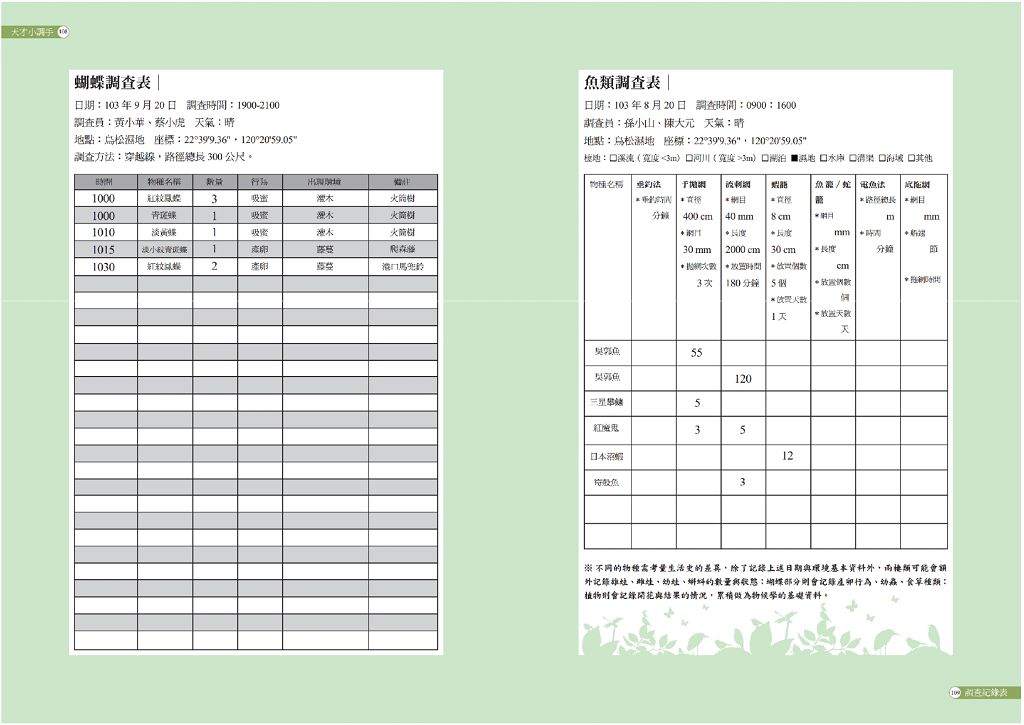 天才小調手 108
蝴蝶調查表
日期：103 年 9 月 20 日　調查時間：1900-2100
調查員：黃小華、蔡小虎　天氣：晴
地點：鳥松濕地　座標：22°39'9.36"，120°20'59.05"
調查方法：穿越線，路徑總長 300 公尺。
時間 物種名稱 數量 行為 出現環境 備註
1000 紅紋鳳蝶 3 吸蜜 灌木 火筒樹
1000 青斑蝶 1 吸蜜 灌木 火筒樹
1010 淡黃蝶 1 吸蜜 灌木 火筒樹
1015 淡小紋青斑蝶 1 產卵 藤蔓 爬森藤
1030 紅紋鳳蝶 2 產卵 藤蔓 港口馬兜鈴
魚類調查表
日期：103 年 8 月 20 日　調查時間：0900：1600
調查員：孫小山、陳大元　天氣：晴
地點：鳥松濕地　座標：22°39'9.36"，120°20'59.05"
棲地：□溪流（寬度 <3m）□河川（寬度 >3m）□湖泊 ■濕地 □水庫 □溝渠 □海域 □其他
物種名稱 垂釣法 手拋網 流刺網 蝦籠 魚籠/蛇籠 電魚法 底拖網
＊垂釣時間 分鐘
＊直徑 400 cm ＊網目 30 mm ＊拋網次數 3 次
＊網目 40 mm ＊長度 2000 cm ＊放置時間 180 分鐘
＊直徑 8 cm ＊長度 30 cm ＊放置個數 5 個 ＊放置天數 1 天
＊網目 mm ＊長度 cm ＊放置個數 個 ＊放置天數 天
＊路徑總長 m ＊時間 分鐘
＊網目 mm ＊船速 節 ＊拖網時間
吳郭魚 55
吳郭魚 120
三星攀鱸 5
紅魔鬼 3 5
日本沼蝦 12
筍殼魚 3
※ 不同的物種需考量生活史的差異，除了記錄上述日期與環境基本資料外，兩棲類可能會額
外記錄雄蛙、雌蛙、幼蛙、蝌蚪的數量與狀態；蝴蝶部分則會記錄產卵行為、幼蟲、食草種類；
植物則會記錄開花與結果的情況，累積做為物候學的基礎資料。
109 調查紀錄表